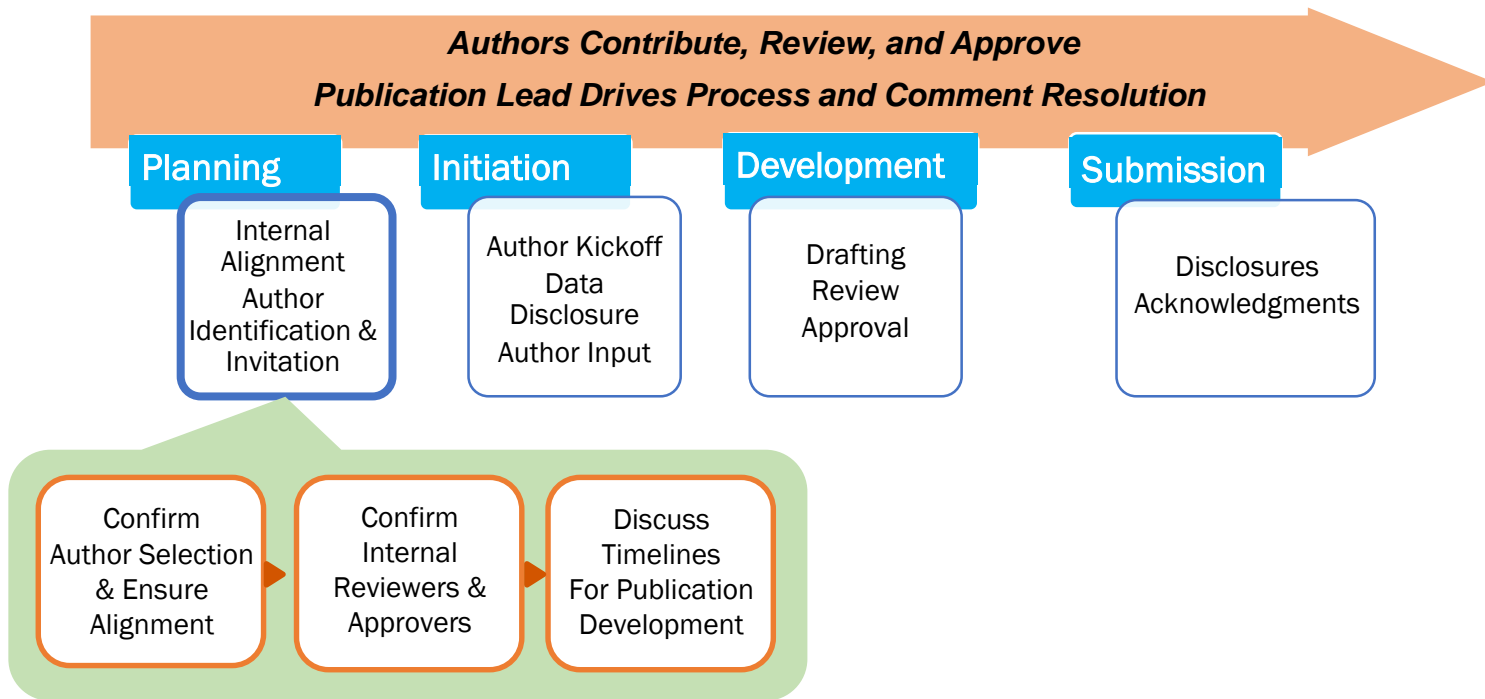 Authors Contribute, Review, and Approve
Publication Lead Drives Process and Comment Resolution
Planning
Internal
Alignment
Author
Identification &
Invitation
Initiation
Author Kickoff
Data
Disclosure
Author Input
Development
Drafting
Review
Approval
Submission
Disclosures
Acknowledgments
Confirm
Author Selection
& Ensure
Alignment
Confirm
Internal
Reviewers &
Approvers
Discuss
Timelines
For Publication
Development